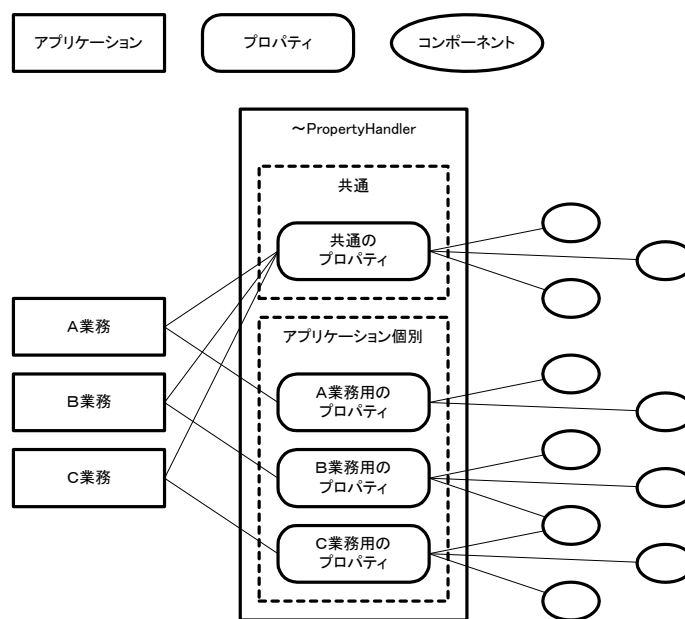 アプリケーション
プロパティ
コンポーネント
～PropertyHandler
共通
共通の
プロパティ
アプリケーション個別
A業務
A業務用の
プロパティ
B業務
B業務用の
プロパティ
C業務
C業務用の
プロパティ